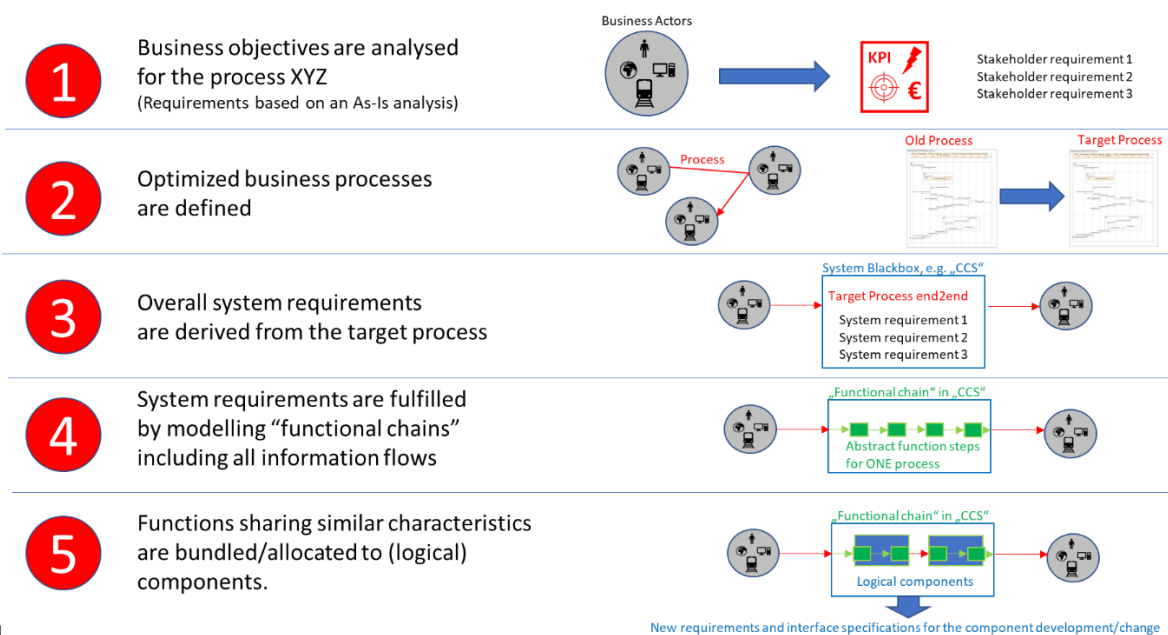 Business Actors
1
Business objectives are analysed
for the process XYZ
(Requirements based on an As-Is analysis)
KPI
€
Stakeholder requirement 1
Stakeholder requirement 2
Stakeholder requirement 3
2
Optimized business processes
are defined
Process
Old Process
Target Process
3
Overall system requirements
are derived from the target process
System Blackbox, e.g. „CCS“
Target Process end2end
System requirement 1
System requirement 2
System requirement 3
4
System requirements are fulfilled
by modelling “functional chains”
including all information flows
„Functional chain“ in „CCS“
Abstract function steps
for ONE process
5
Functions sharing similar characteristics
are bundled/allocated to (logical)
components.
„Functional chain“ in „CCS“
Logical components
New requirements and interface specifications for the component development/change